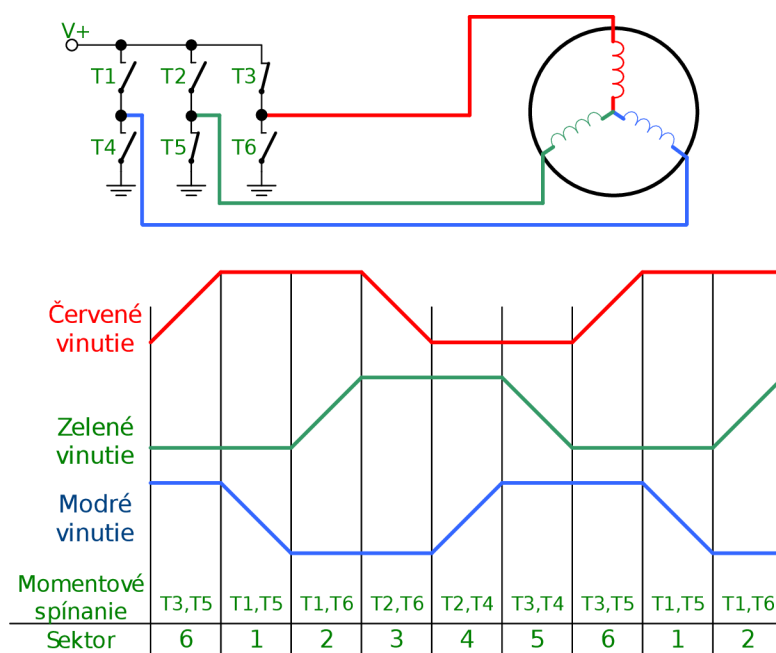 V+
T1 T2 T3
T4 T5 T6
Červené
vinutie
Zelené
vinutie
Modré
vinutie
Momentové
spínanie T3,T5 T1,T5 T1,T6 T2,T6 T2,T4 T3,T4 T3,T5 T1,T5 T1,T6
Sektor 6 1 2 3 4 5 6 1 2